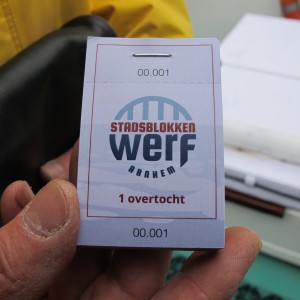 00.001
STADSBLOKKEN
WERF
ARNHEM
1 overtocht
00.001